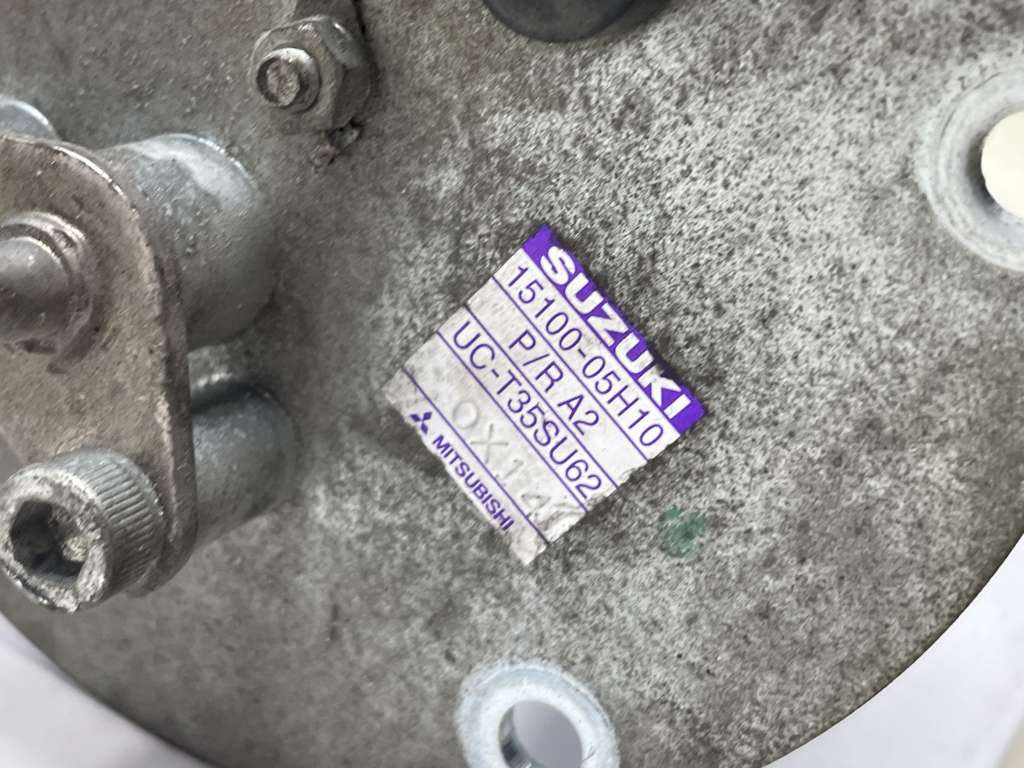 SUZUKI
15100-05H10
P/R A2
UC-T35SU62
MITSUBISHI